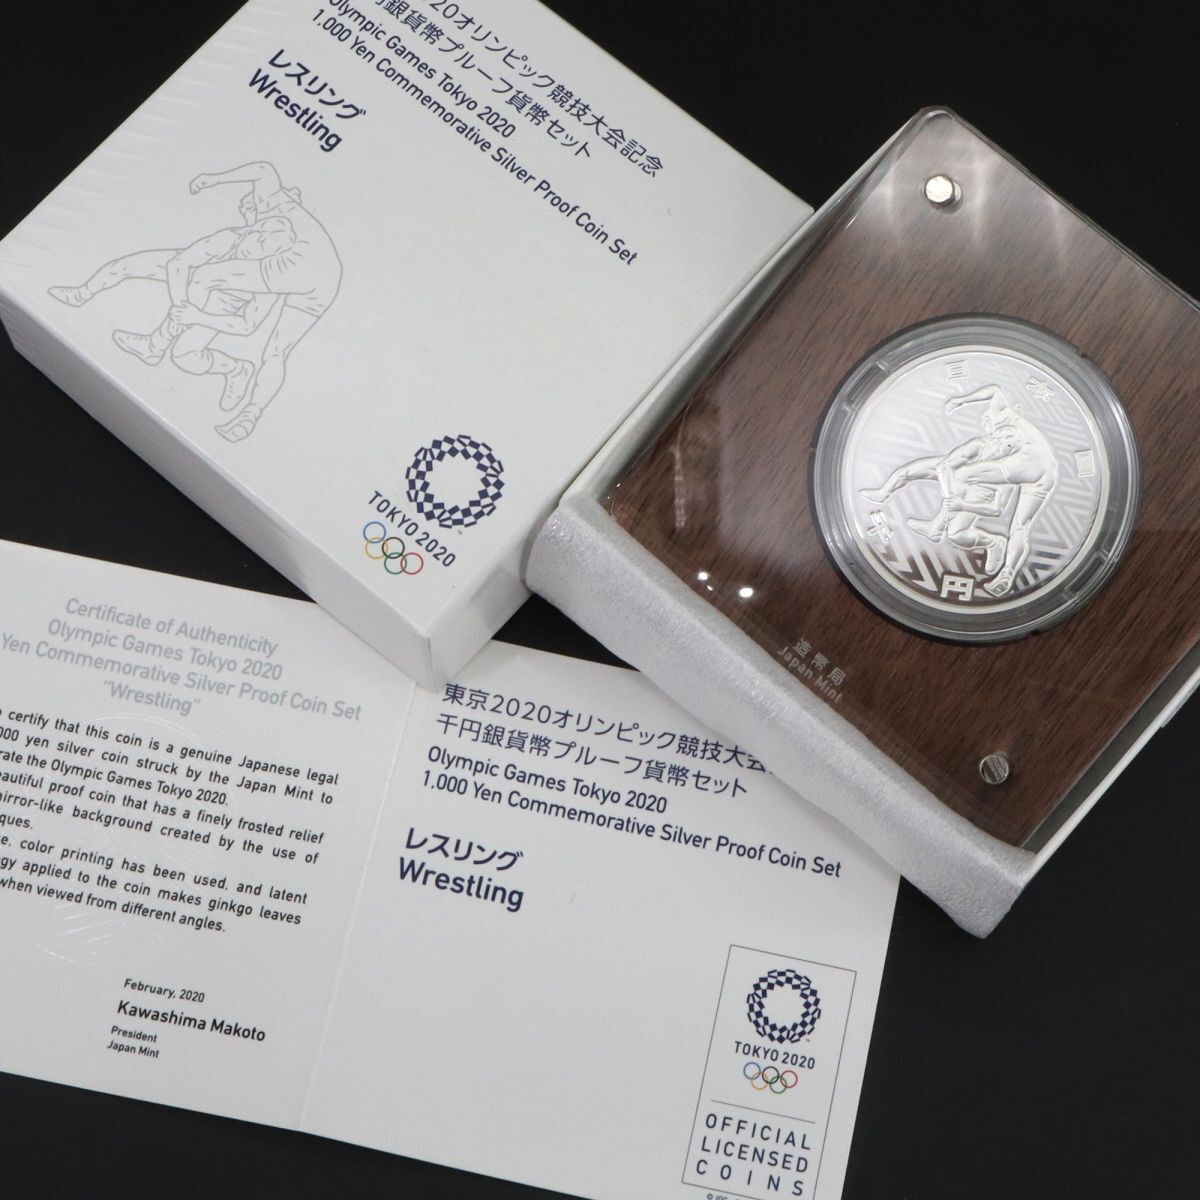 2020オリンピック競技大会記念
円銀貨幣プルーフ貨幣セット
Olympic Games Tokyo 2020
1,000 Yen Commemorative Silver Proof Coin Set
レスリング
Wrestling
TOKYO 2020
日本国
千円
造幣局
Japan Mint
Certificate of Authenticity
Olympic Games Tokyo 2020
Yen Commemorative Silver Proof Coin Set
"Wrestling"
certify that this coin is a genuine Japanese legal
000 yen silver coin struck by the Japan Mint to
rate the Olympic Games Tokyo 2020.
eautiful proof coin that has a finely frosted relief
mirror-like background created by the use of
ques.
e, color printing has been used, and latent
gy applied to the coin makes ginkgo leaves
when viewed from different angles.
February, 2020
Kawashima Makoto
President
Japan Mint
東京2020オリンピック競技大会
千円銀貨幣プルーフ貨幣セット
Olympic Games Tokyo 2020
1,000 Yen Commemorative Silver Proof Coin Set
レスリング
Wrestling
TOKYO 2020
OFFICIAL
LICENSED
COINS